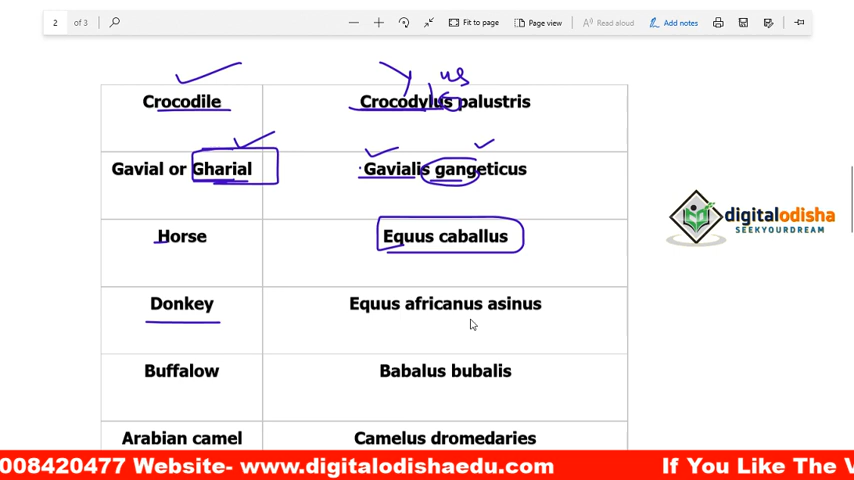 2 of 3 Fit to page Page view Read aloud Add notes
us
Crocodile Crocodylus palustris
Gavial or Gharial Gavialis gangeticus
Horse Equus caballus
Donkey Equus africanus asinus
Buffalow Babalus bubalis
Arabian camel Camelus dromedaries
digitalodisha
SEEKYOURDREAM
008420477 Website- www.digitalodishaedu.com If You Like The V